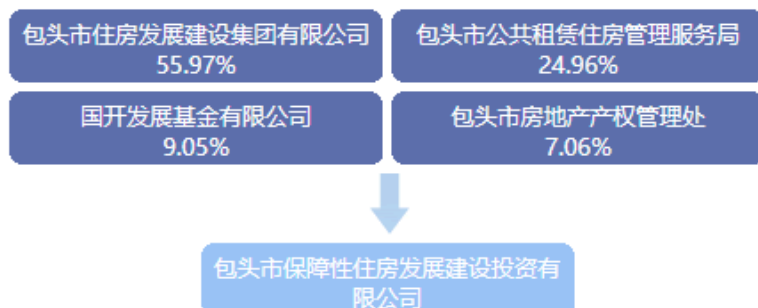 包头市住房发展建设集团有限公司
55.97%
包头市公共租赁住房管理服务局
24.96%
国开发展基金有限公司
9.05%
包头市房地产产权管理处
7.06%
包头市保障性住房发展建设投资有
限公司